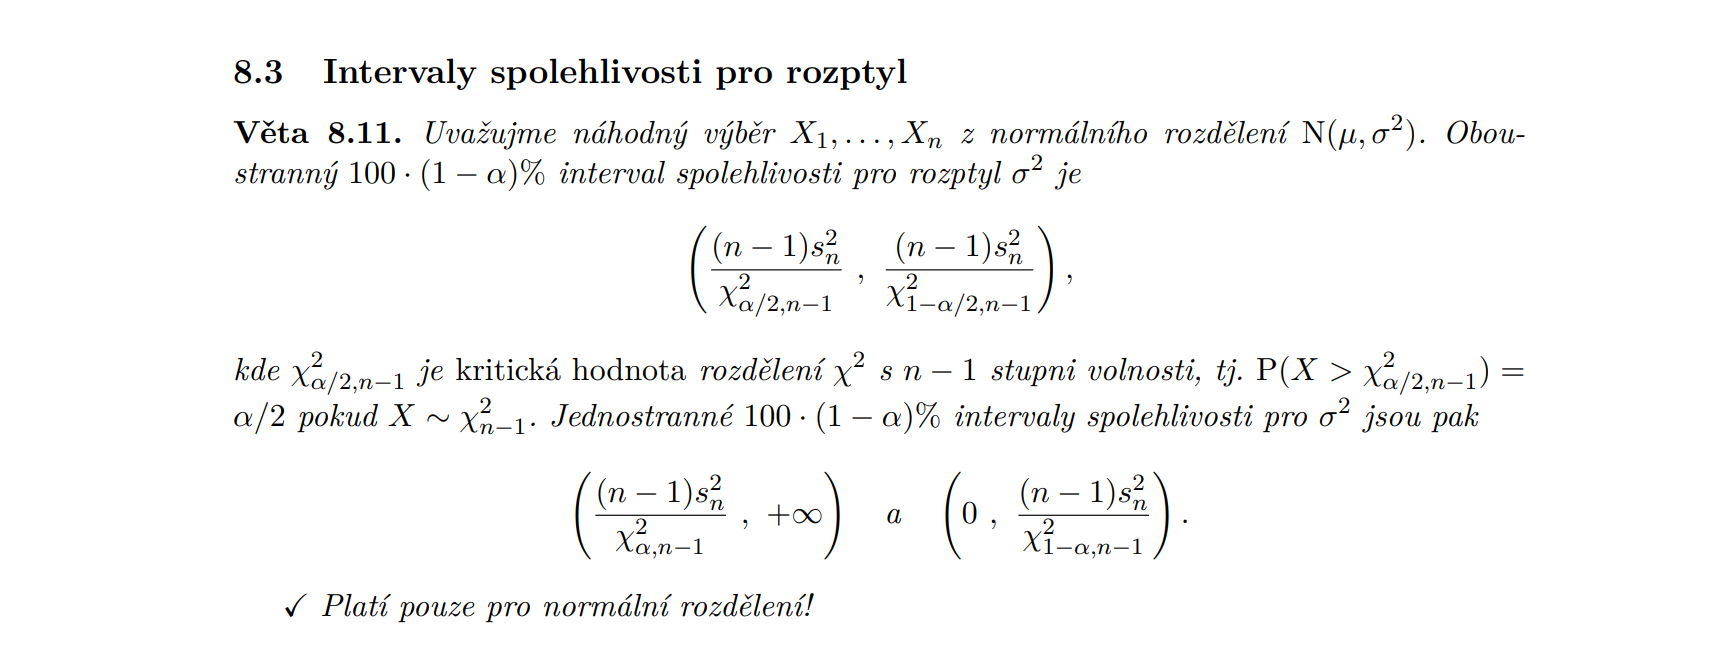 8.3 Intervaly spolehlivosti pro rozptyl
Věta 8.11. Uvažujme náhodný výběr $X_1, \ldots, X_n$ z normálního rozdělení $\mathrm{N}(\mu, \sigma^2)$. Obou-
stranný $100 \cdot (1 - \alpha)\%$ interval spolehlivosti pro rozptyl $\sigma^2$ je
$\left( \frac{(n-1)s_n^2}{\chi^2_{\alpha/2,n-1}} , \frac{(n-1)s_n^2}{\chi^2_{1-\alpha/2,n-1}} \right),$
kde $\chi^2_{\alpha/2,n-1}$ je kritická hodnota rozdělení $\chi^2$ s $n-1$ stupni volnosti, tj. $\mathrm{P}(X > \chi^2_{\alpha/2,n-1}) =$
$\alpha/2$ pokud $X \sim \chi^2_{n-1}$. Jednostranné $100 \cdot (1 - \alpha)\%$ intervaly spolehlivosti pro $\sigma^2$ jsou pak
$\left( \frac{(n-1)s_n^2}{\chi^2_{\alpha,n-1}} , +\infty \right)$ a $\left( 0 , \frac{(n-1)s_n^2}{\chi^2_{1-\alpha,n-1}} \right).$
✓ Platí pouze pro normální rozdělení!